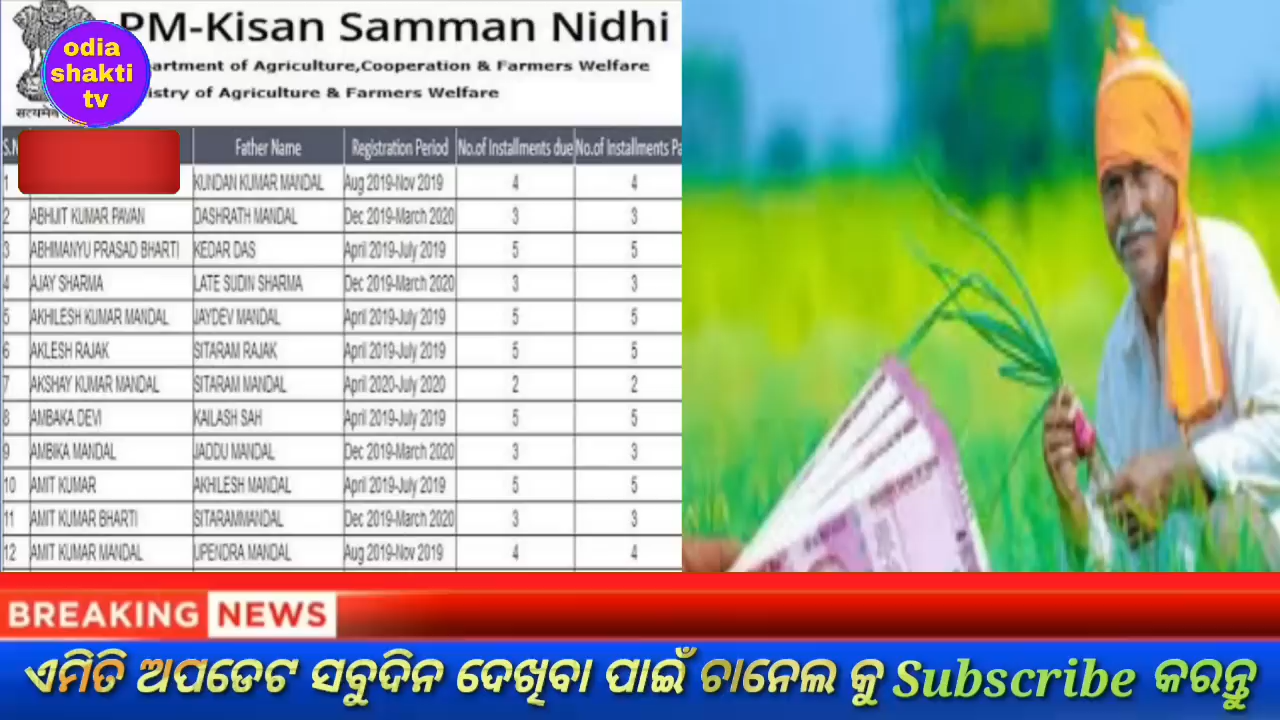 PM-Kisan Samman Nidhi
odia
shakti
tv
artment of Agriculture,Cooperation & Farmers Welfare
istry of Agriculture & Farmers Welfare
Father Name Registration Period No.of Installments due No.of Installments
1 KUNDAN KUMAR MANDAL Aug 2019-Nov 2019 4 4
2 ABHIJIT KUMAR PAVAN DASHRATH MANDAL Dec 2019-March 2020 3 3
3 ABHIMANYU PRASAD BHARTI KEDAR DAS April 2019-July 2019 5 5
4 AJAY SHARMA LATE SUDIN SHARMA Dec 2019-March 2020 3 3
5 AKHILESH KUMAR MANDAL JAYDEV MANDAL April 2019-July 2019 5 5
6 AKLESH RAJAK SITARAM RAJAK April 2019-July 2019 5 5
7 AKSHAY KUMAR MANDAL SITARAM MANDAL April 2020-July 2020 2 2
8 AMBAKA DEVI KAILASH SAH April 2019-July 2019 5 5
9 AMBIKA MANDAL JADDU MANDAL Dec 2019-March 2020 3 3
10 AMIT KUMAR AKHILESH MANDAL April 2019-July 2019 5 5
11 AMIT KUMAR BHARTI SITARAMMANDAL Dec 2019-March 2020 3 3
12 AMIT KUMAR MANDAL UPENDRA MANDAL Aug 2019-Nov 2019 4 4
BREAKING NEWS
ଏମିତି ଅପଡେଟ ସବୁଦିନ ଦେଖିବା ପାଇଁ ଚାନେଲ କୁ Subscribe କରନ୍ତୁ